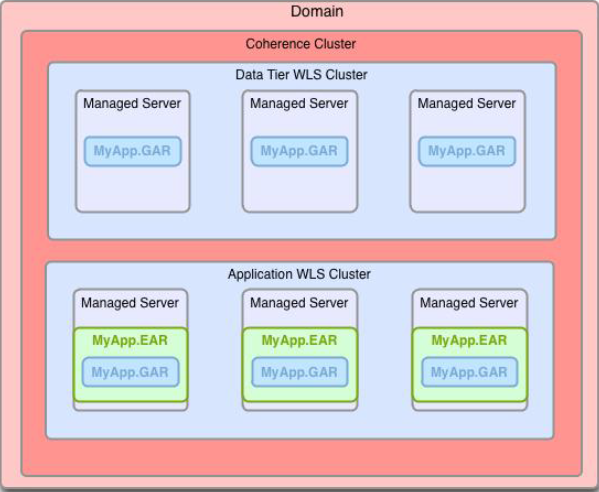 Domain
Coherence Cluster
Data Tier WLS Cluster
Managed Server
Managed Server
Managed Server
MyApp.GAR
MyApp.GAR
MyApp.GAR
Application WLS Cluster
Managed Server
Managed Server
Managed Server
MyApp.EAR
MyApp.EAR
MyApp.EAR
MyApp.GAR
MyApp.GAR
MyApp.GAR